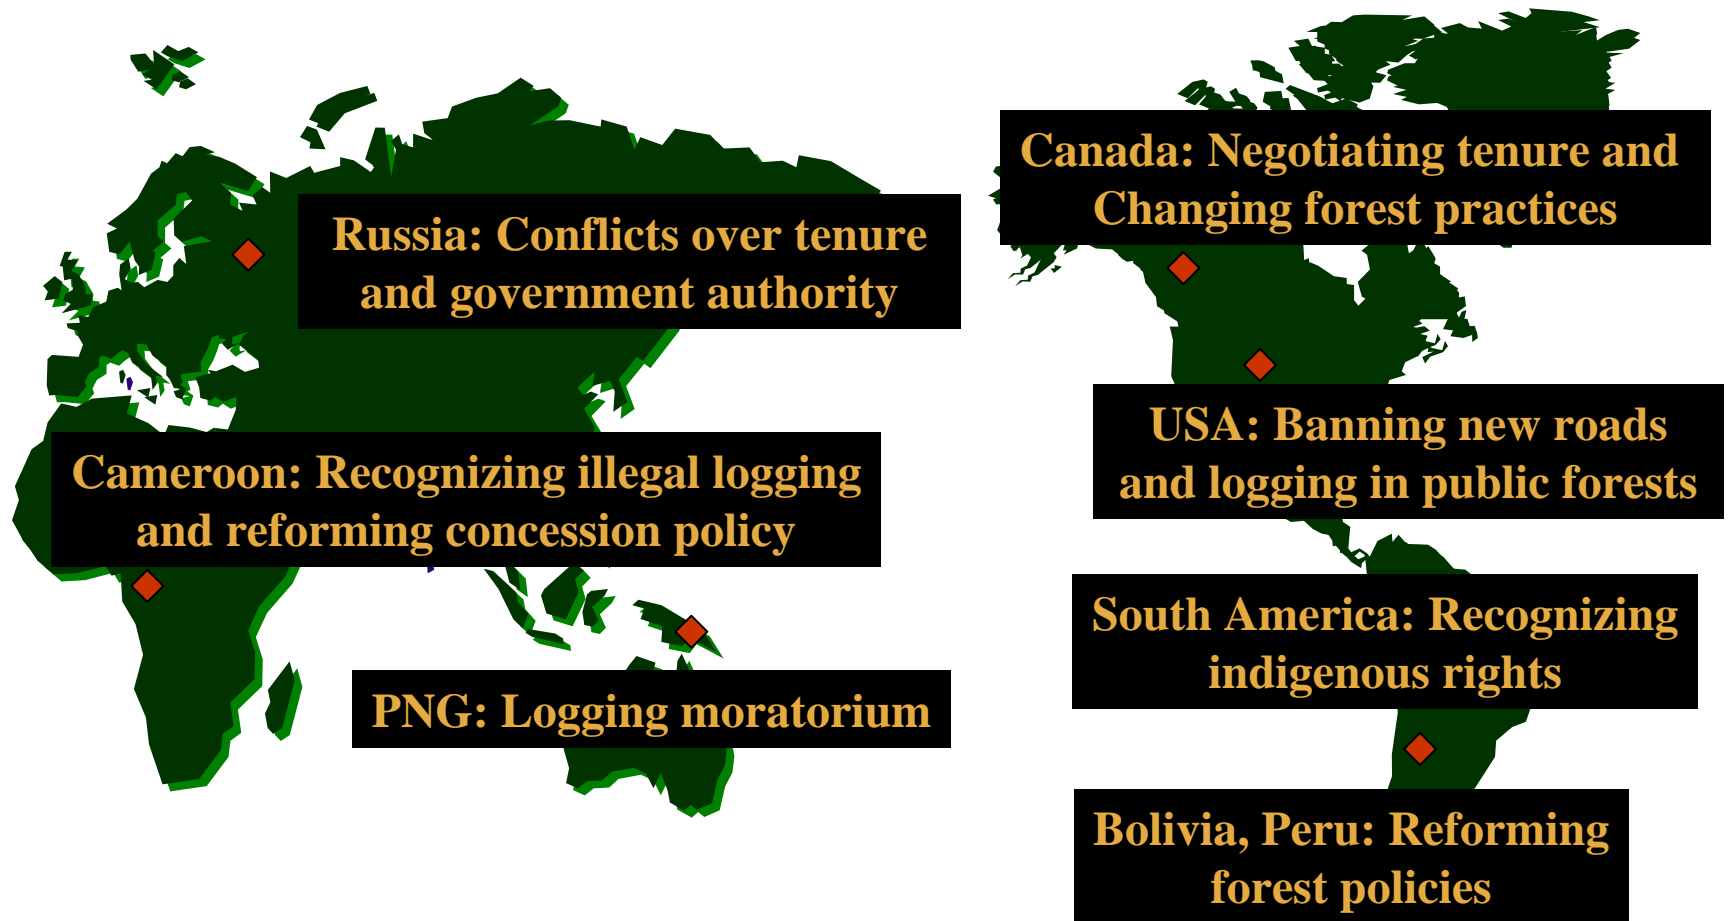 Canada: Negotiating tenure and
Changing forest practices
Russia: Conflicts over tenure
and government authority
USA: Banning new roads
and logging in public forests
Cameroon: Recognizing illegal logging
and reforming concession policy
South America: Recognizing
indigenous rights
PNG: Logging moratorium
Bolivia, Peru: Reforming
forest policies